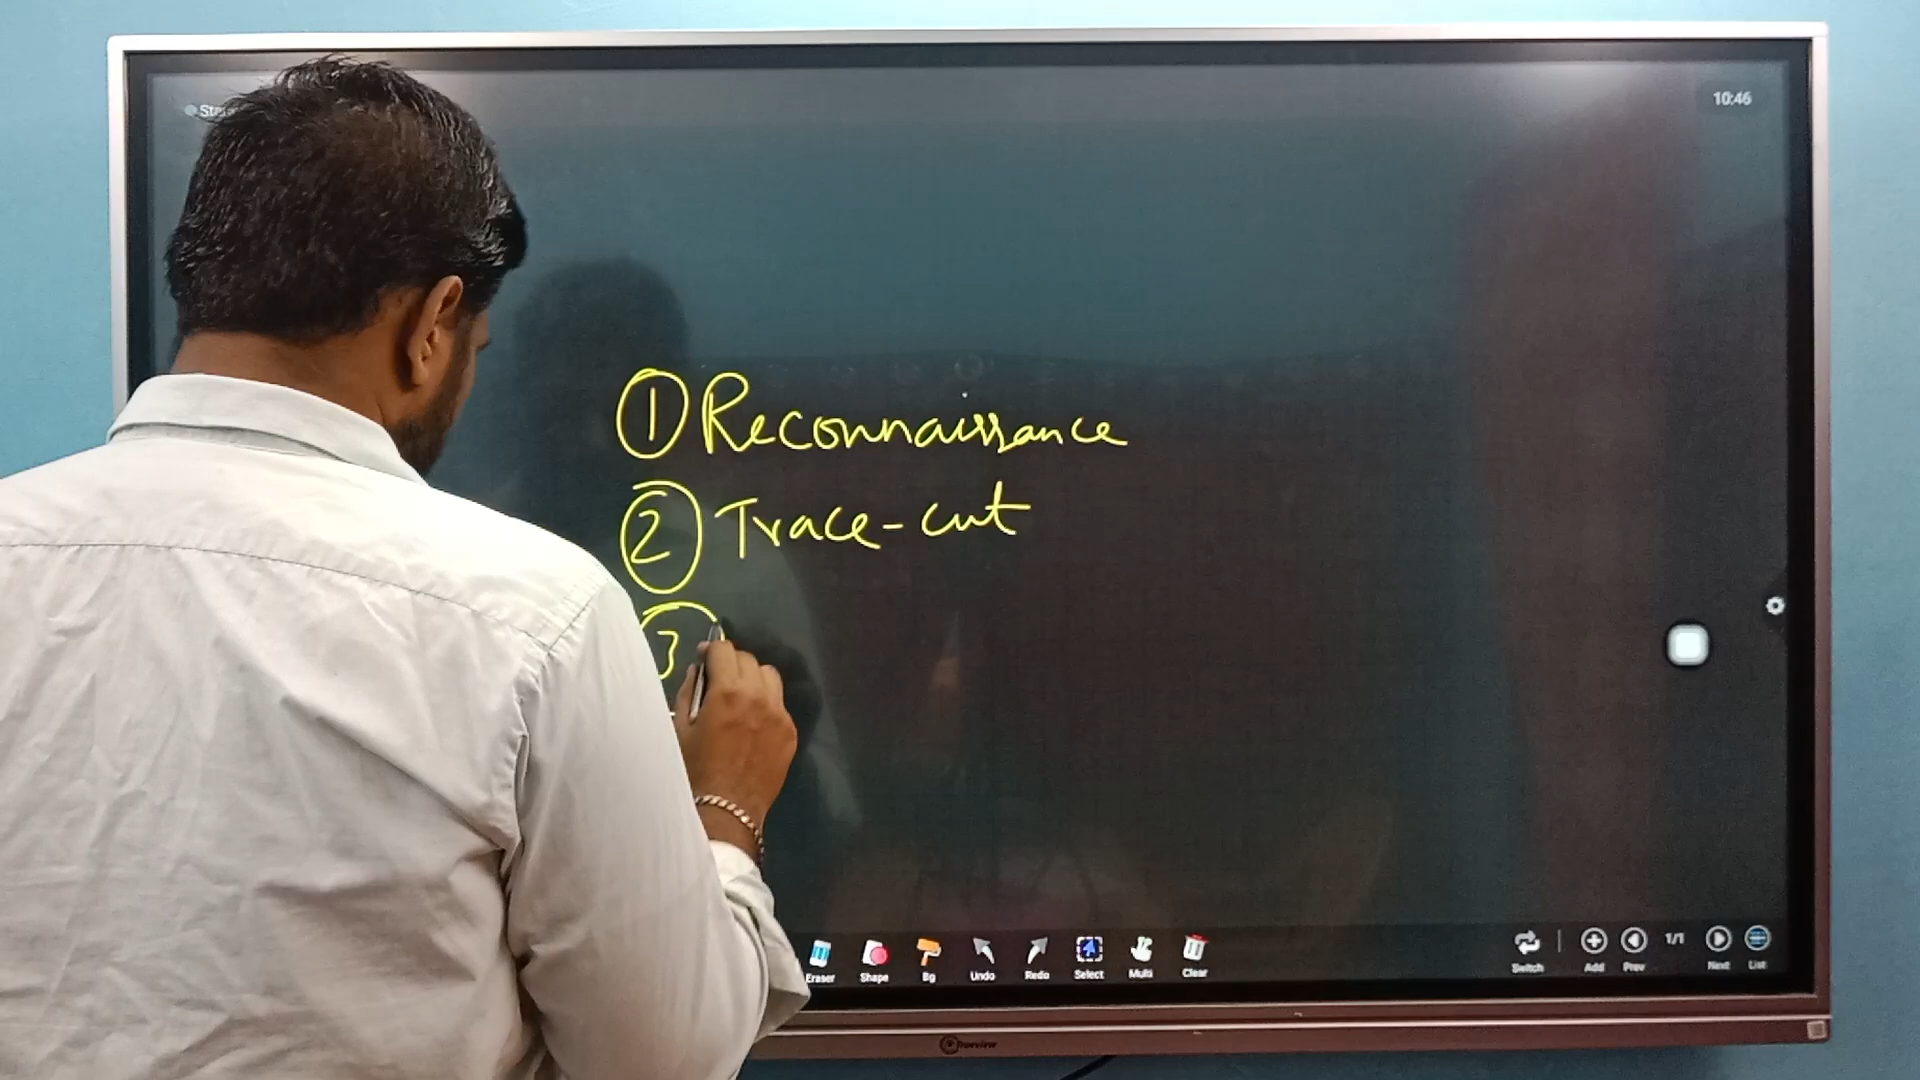 10:46
① Reconnaissance
② Trace-cut
3
Eraser Shape Bg Undo Redo Select Multi Clear
Switch Add Prev 1/1 Next List